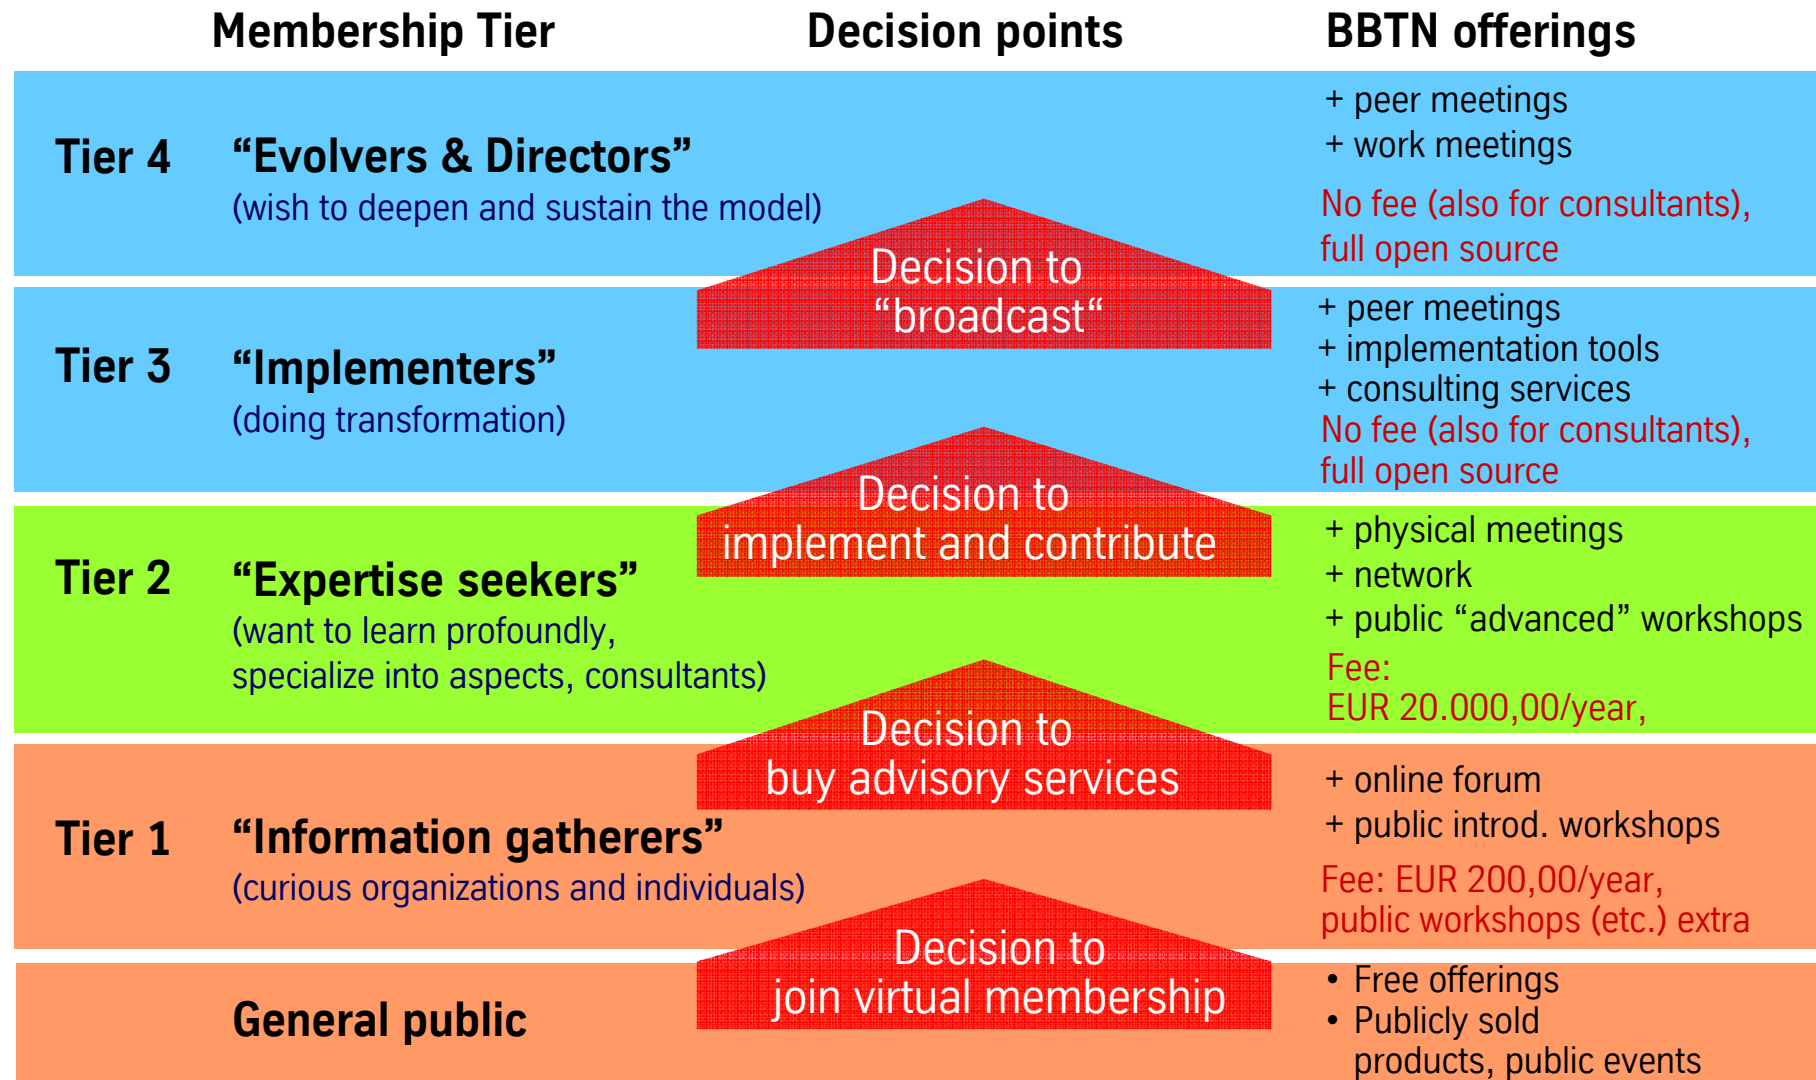 Membership Tier
Decision points
BBTN offerings
Tier 4
“Evolvers & Directors”
(wish to deepen and sustain the model)
+ peer meetings
+ work meetings
No fee (also for consultants),
full open source
Decision to
“broadcast“
Tier 3
“Implementers”
(doing transformation)
+ peer meetings
+ implementation tools
+ consulting services
No fee (also for consultants),
full open source
Decision to
implement and contribute
Tier 2
“Expertise seekers”
(want to learn profoundly,
specialize into aspects, consultants)
+ physical meetings
+ network
+ public “advanced” workshops
Fee:
EUR 20.000,00/year,
Decision to
buy advisory services
Tier 1
“Information gatherers”
(curious organizations and individuals)
+ online forum
+ public introd. workshops
Fee: EUR 200,00/year,
public workshops (etc.) extra
Decision to
join virtual membership
General public
• Free offerings
• Publicly sold
products, public events